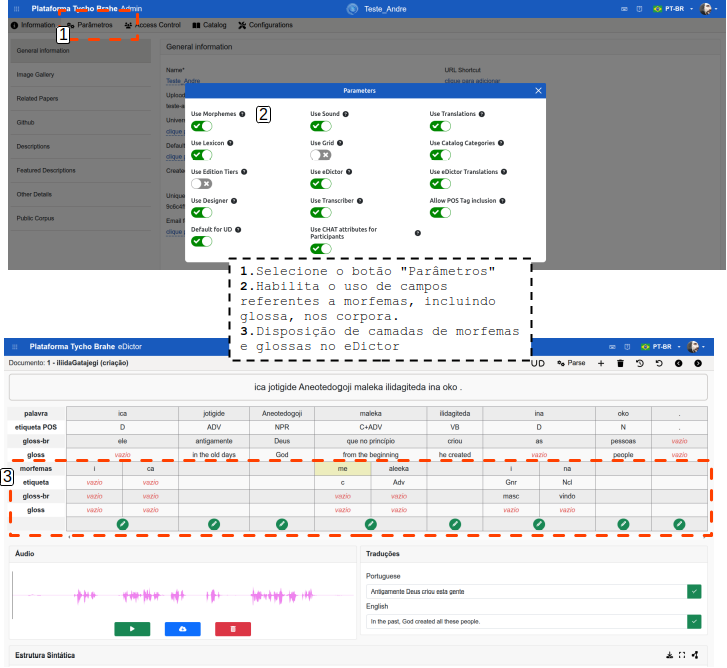 Plataforma Tycho Brahe Admin
Teste_Andre
PT-BR
Information Parâmetros Access Control Catalog Configurations
1
General information
Image Gallery
Related Papers
Github
Descriptions
Featured Descriptions
Other Details
Public Corpus
General information
Name*
Teste_Andre
URL Shortcut
clique para adicionar
Parameters
2
Use Morphemes Use Sound Use Translations
Use Lexicon Use Grid Use Catalog Categories
Use Edition Tiers Use eDictor Use eDictor Translations
Use Designer Use Transcriber Allow POS Tag inclusion
Default for UD Use CHAT attributes for
Participants
1.Selecione o botão "Parâmetros"
2.Habilita o uso de campos
referentes a morfemas, incluindo
glossa, nos corpora.
3.Disposição de camadas de morfemas
e glossas no eDictor
Plataforma Tycho Brahe eDictor
PT-BR
Documento: 1 - iliidaGatajegi (criação)
UD Parse
ica jotigide Aneotedogoji maleka ilidagiteda ina oko .
palavra ica jotigide Aneotedogoji maleka ilidagiteda ina oko .
etiqueta POS D ADV NPR C+ADV VB D N .
gloss-br ele antigamente Deus que no princípio criou as pessoas vazio
gloss vazio in the old days God from the beginning he created vazio people vazio
3
morfemas i ca me aleeka i na
etiqueta vazio vazio c Adv Gnr Ncl
gloss-br vazio vazio vazio vazio masc vindo
gloss vazio vazio vazio vazio vazio vazio
Áudio
Traduções
Portuguese
Antigamente Deus criou esta gente
English
In the past, God created all these people.
Estrutura Sintática